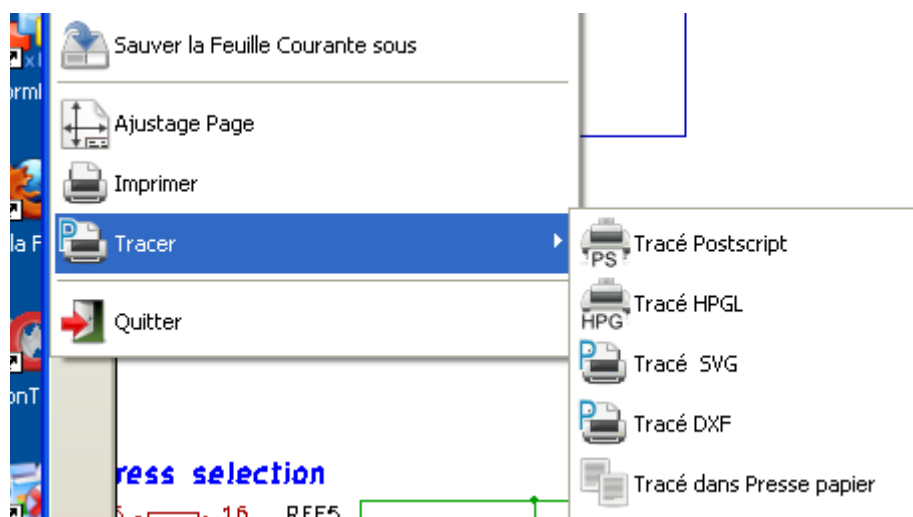 Sauver la Feuille Courante sous
Ajustage Page
Imprimer
Tracer
Quitter
Tracé Postscript
PS
Tracé HPGL
HPG
Tracé SVG
Tracé DXF
Tracé dans Presse papier
ress selection
16 REF5